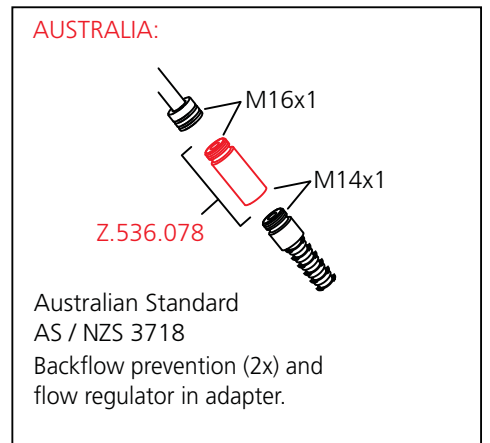 AUSTRALIA:
M16x1
M14x1
Z.536.078
Australian Standard
AS / NZS 3718
Backflow prevention (2x) and
flow regulator in adapter.